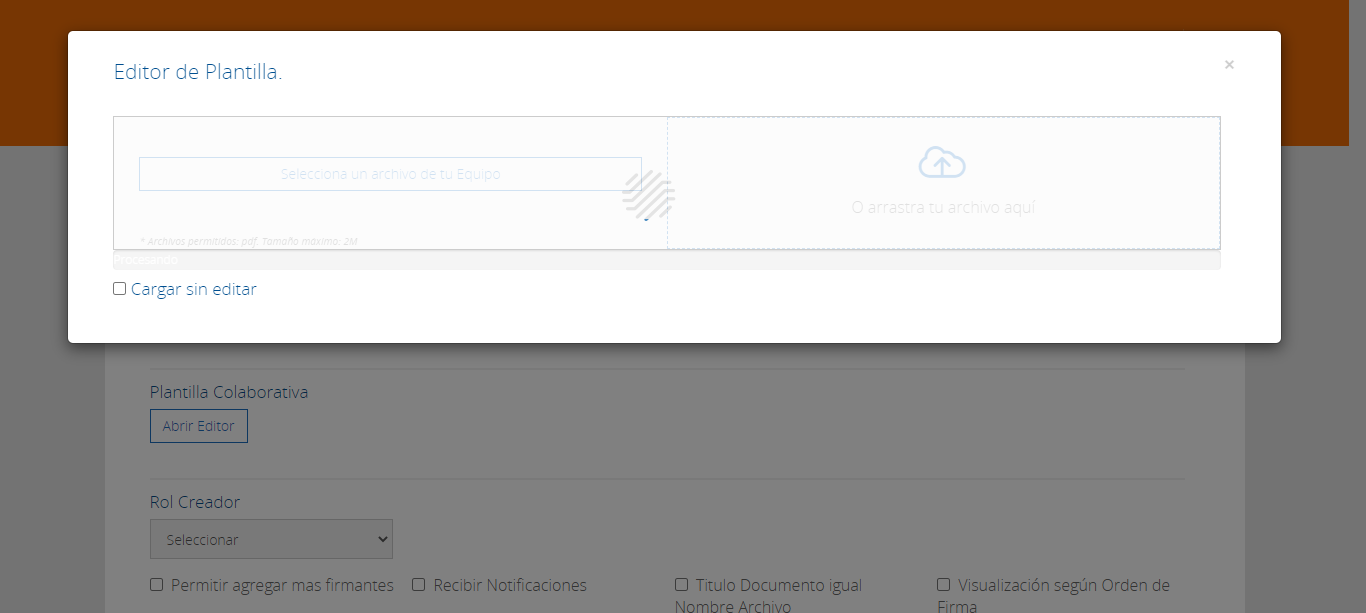 Editor de Plantilla.
×
Selecciona un archivo de tu Equipo
O arrastra tu archivo aquí
* Archivos permitidos: pdf. Tamaño maximo: 2M
Procesando
Cargar sin editar
Plantilla Colaborativa
Abrir Editor
Rol Creador
Seleccionar
Permitir agregar mas firmantes
Recibir Notificaciones
Titulo Documento igual
Nombre Archivo
Visualización según Orden de
Firma